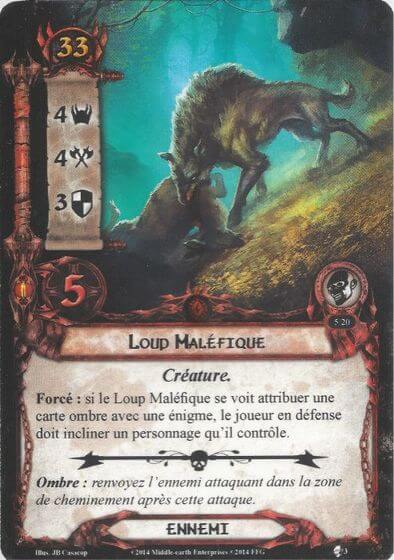 33
4
4
3
5
5/20
Loup Maléfique
Créature.
Forcé : si le Loup Maléfique se voit attribuer une
carte ombre avec une énigme, le joueur en défense
doit incliner un personnage qu'il contrôle.
Ombre : renvoyez l'ennemi attaquant dans la zone
de cheminement après cette attaque.
ENNEMI
Illus. JB Casacop
©2014 Middle-earth Enterprises ©2014 FFG